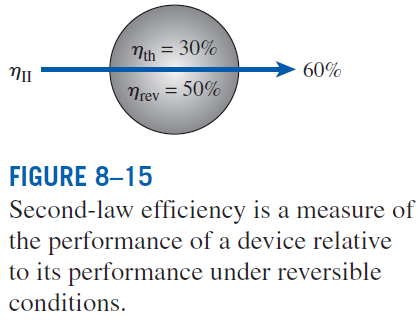 η_th = 30%
η_II
60%
η_rev = 50%
FIGURE 8–15
Second-law efficiency is a measure of
the performance of a device relative
to its performance under reversible
conditions.